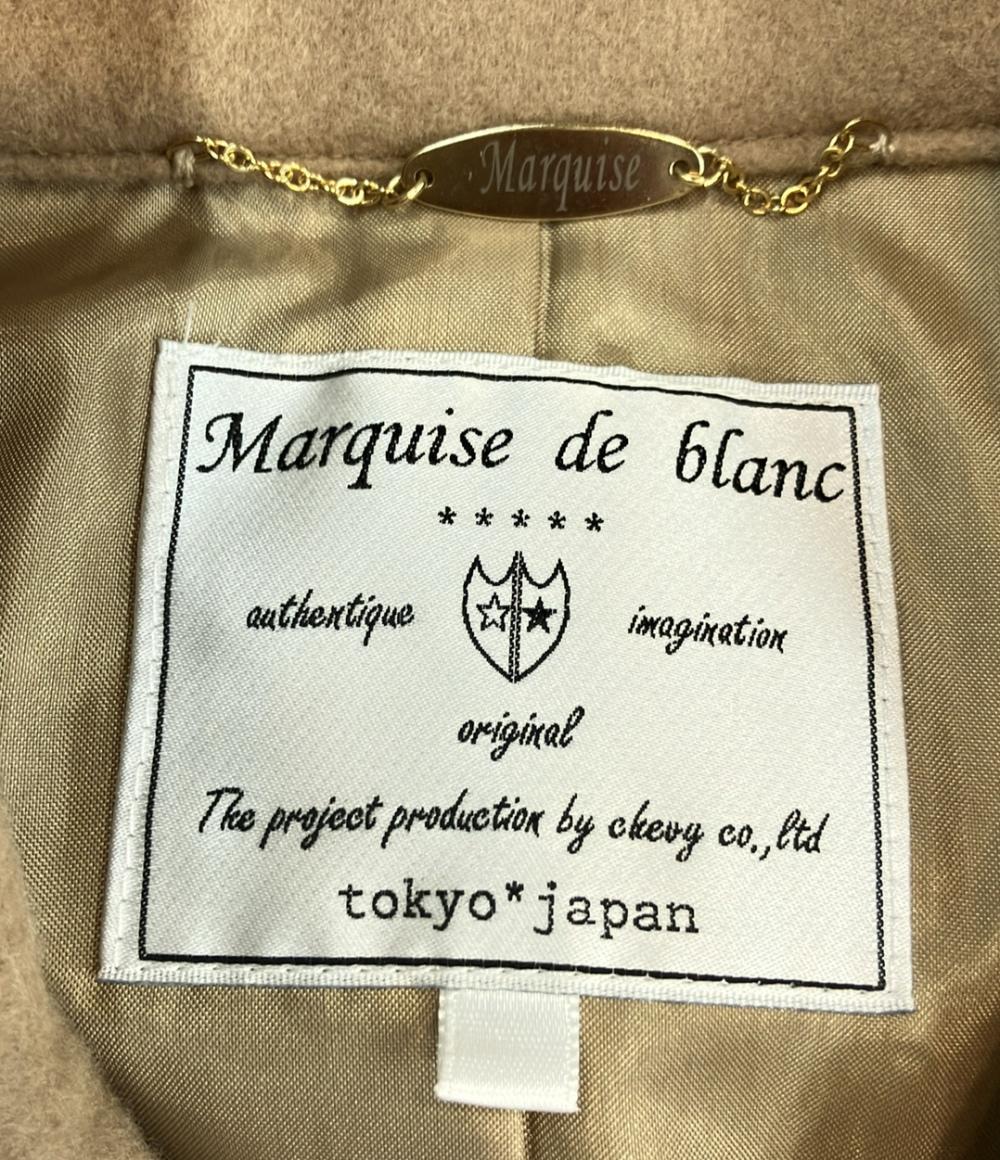 Marquise
Marquise de blanc
* * * * *
authentique imagination
original
The project production by chevy co.,ltd
tokyo*japan